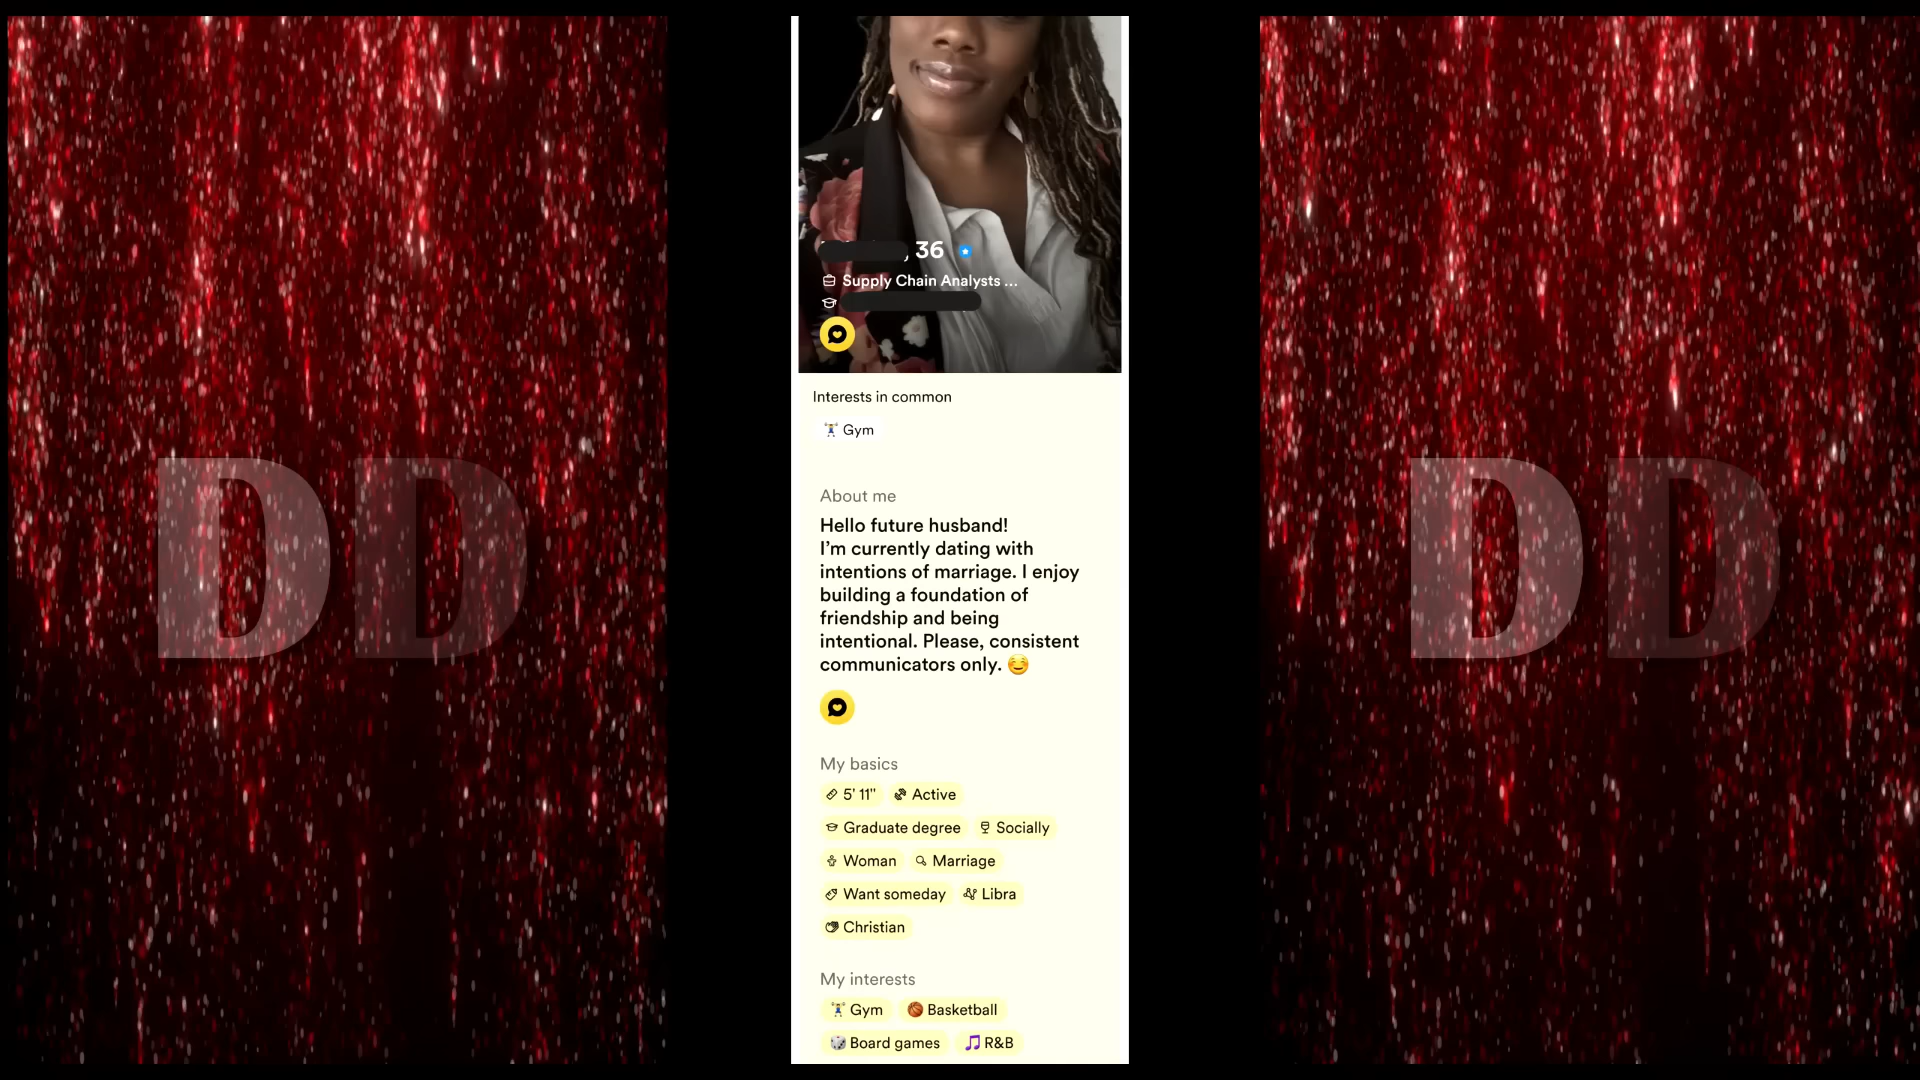 DD
DD
, 36
Supply Chain Analysts ...
Interests in common
Gym
About me
Hello future husband!
I'm currently dating with
intentions of marriage. I enjoy
building a foundation of
friendship and being
intentional. Please, consistent
communicators only. ☺️
My basics
5' 11" Active
Graduate degree Socially
Woman Marriage
Want someday Libra
Christian
My interests
Gym Basketball
Board games R&B